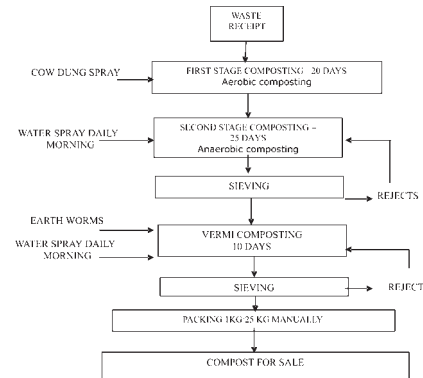 WASTE
RECEIPT
COW DUNG SPRAY
FIRST STAGE COMPOSTING - 20 DAYS
Aerobic composting
WATER SPRAY DAILY
MORNING
SECOND STAGE COMPOSTING –
25 DAYS
Anaerobic composting
SIEVING
REJECTS
EARTH WORMS
WATER SPRAY DAILY
MORNING
VERMI COMPOSTING
10 DAYS
SIEVING
REJECT
PACKING 1KG 25 KG MANUALLY
COMPOST FOR SALE